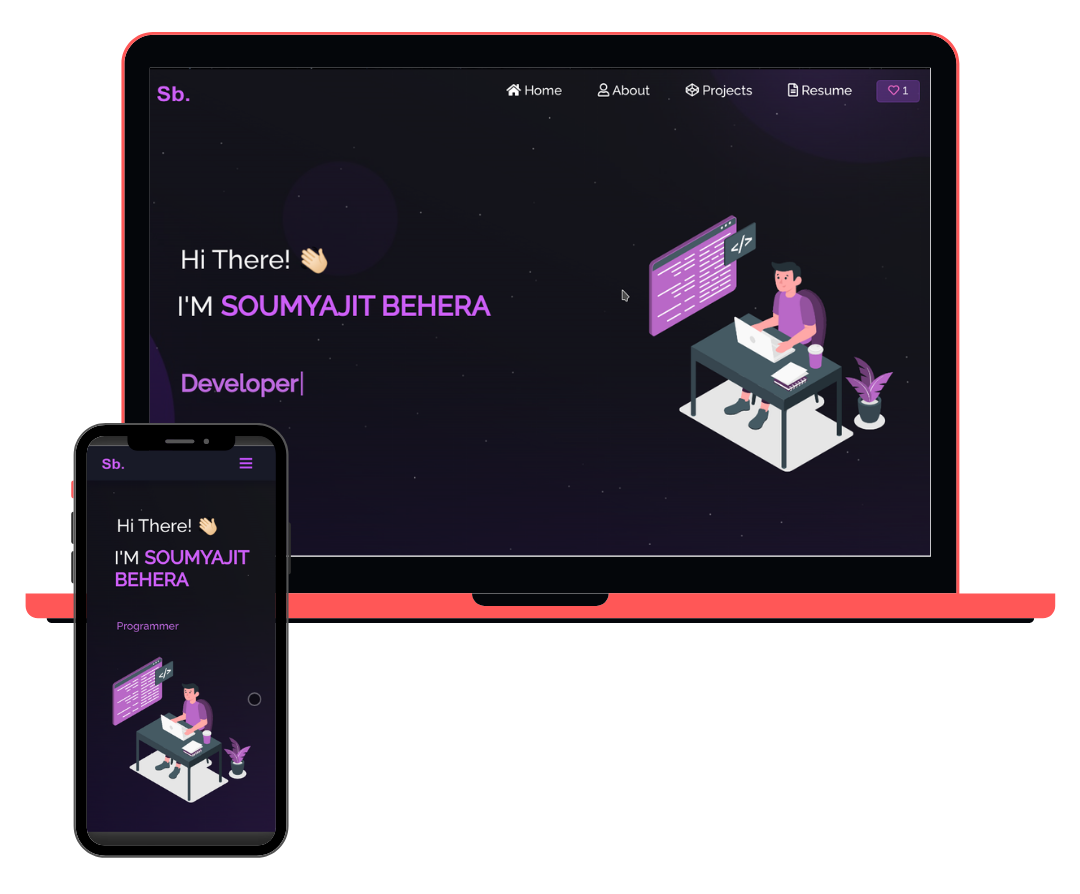 Sb.
Home About Projects Resume 1
Hi There! 👋🏻
I'M SOUMYAJIT BEHERA
Developer|
</>
Sb.
Hi There! 👋🏻
I'M SOUMYAJIT
BEHERA
Programmer
</>